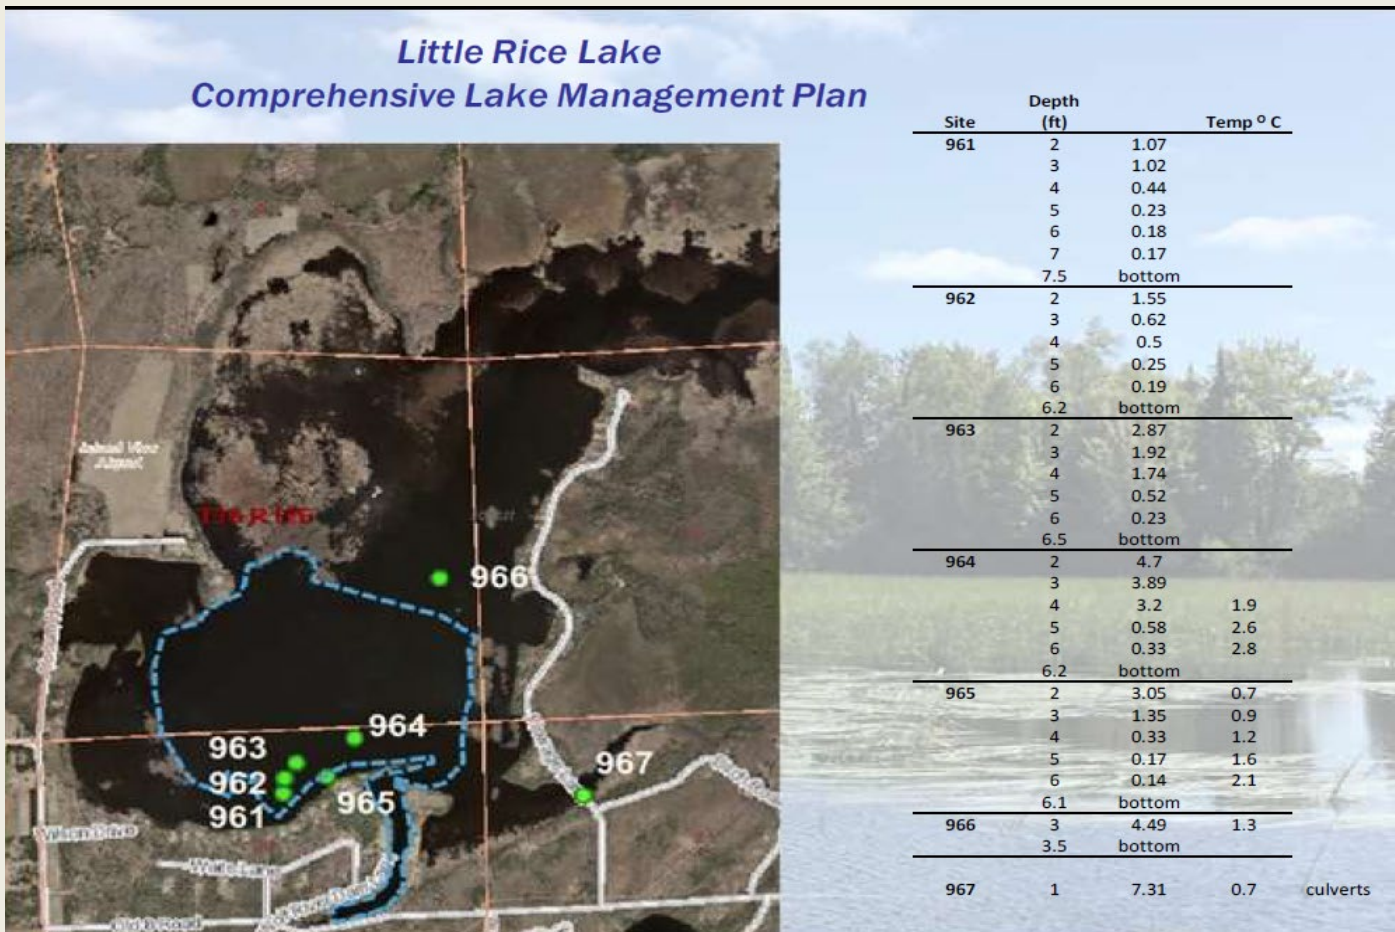 Little Rice Lake
Comprehensive Lake Management Plan
Depth
Site (ft) Temp ° C
961 2 1.07
3 1.02
4 0.44
5 0.23
6 0.18
7 0.17
7.5 bottom
962 2 1.55
3 0.62
4 0.5
5 0.25
6 0.19
6.2 bottom
963 2 2.87
3 1.92
4 1.74
5 0.52
6 0.23
6.5 bottom
964 2 4.7
3 3.89
4 3.2 1.9
5 0.58 2.6
6 0.33 2.8
6.2 bottom
965 2 3.05 0.7
3 1.35 0.9
4 0.33 1.2
5 0.17 1.6
6 0.14 2.1
6.1 bottom
966 3 4.49 1.3
3.5 bottom
967 1 7.31 0.7 culverts
Airport
966
964
963
967
962
965
961
Drive
Lane
Road